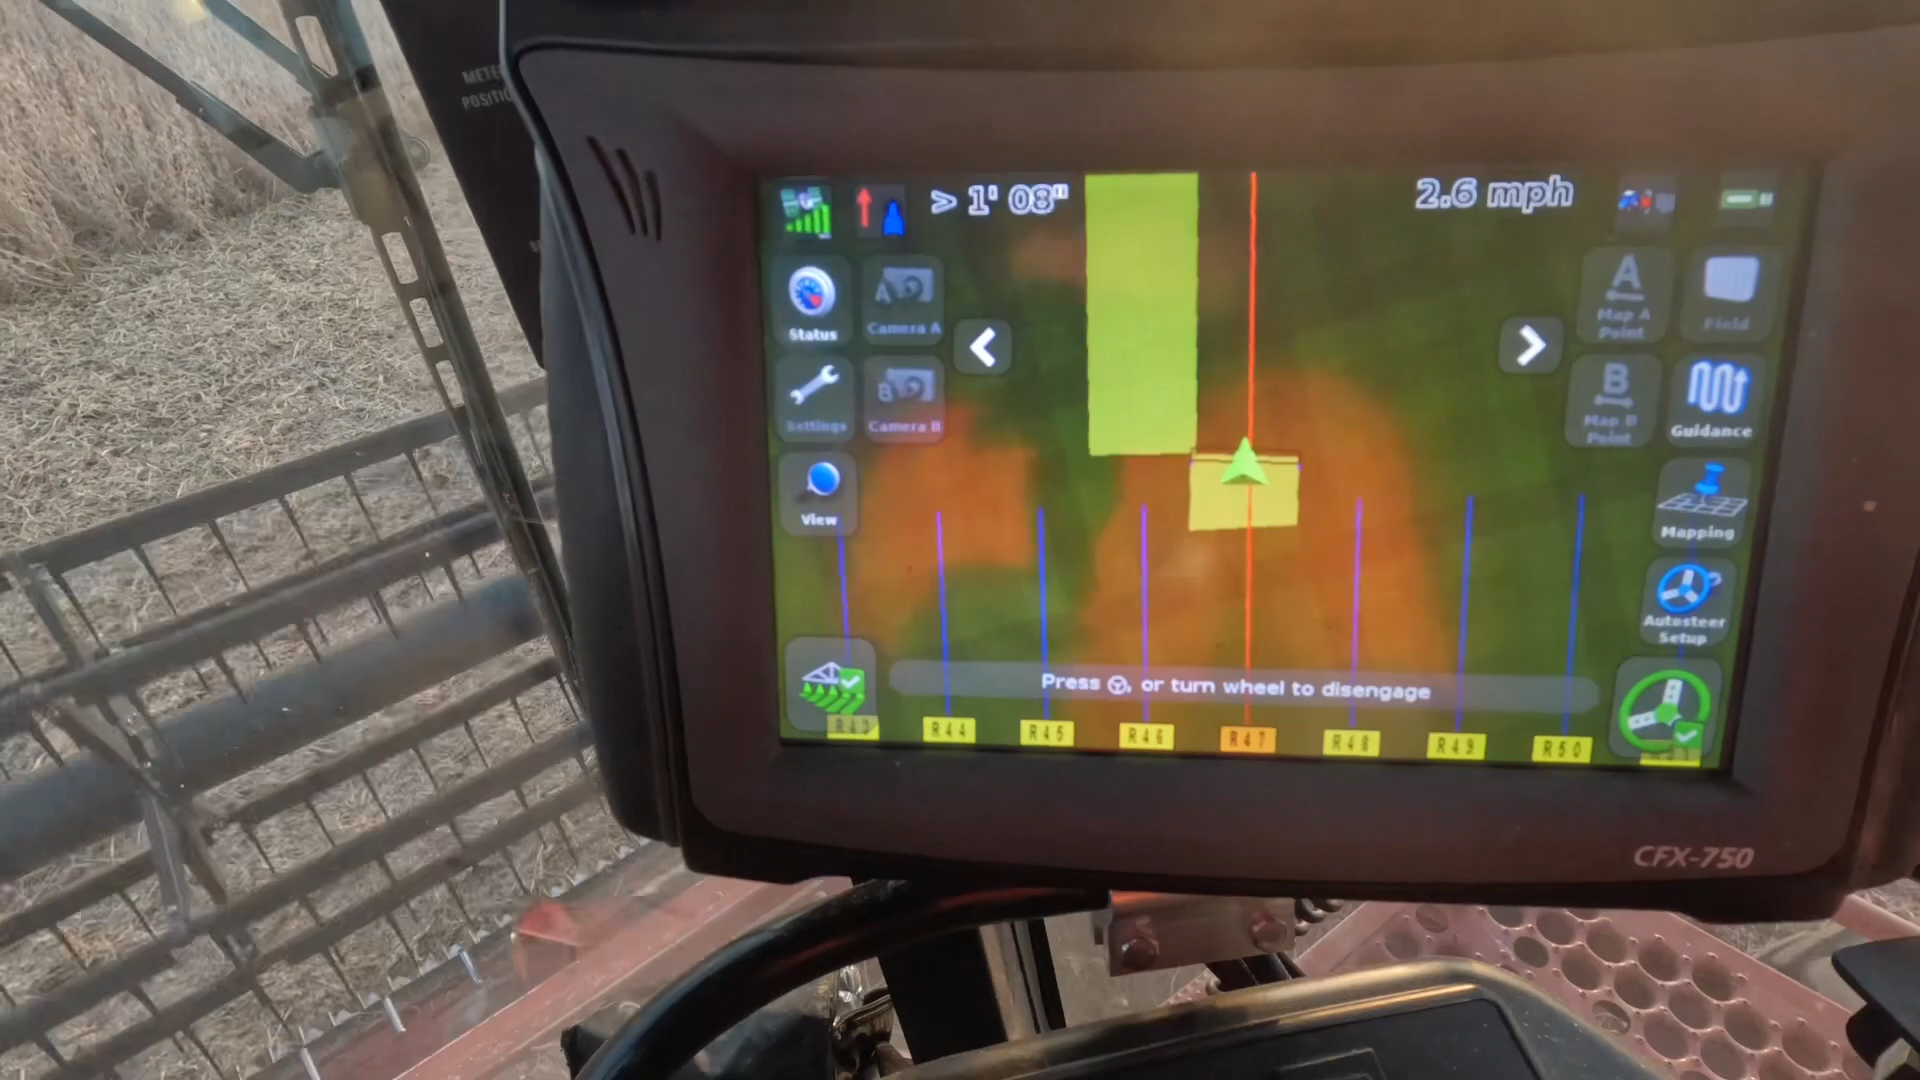 > 1' 08"
2.6 mph
Status
Camera A
A
Map A
Point
Field
Settings
Camera B
B
Map B
Point
Guidance
View
Mapping
Autosteer
Setup
Press , or turn wheel to disengage
R43
R44
R45
R46
R47
R48
R49
R50
CFX-750